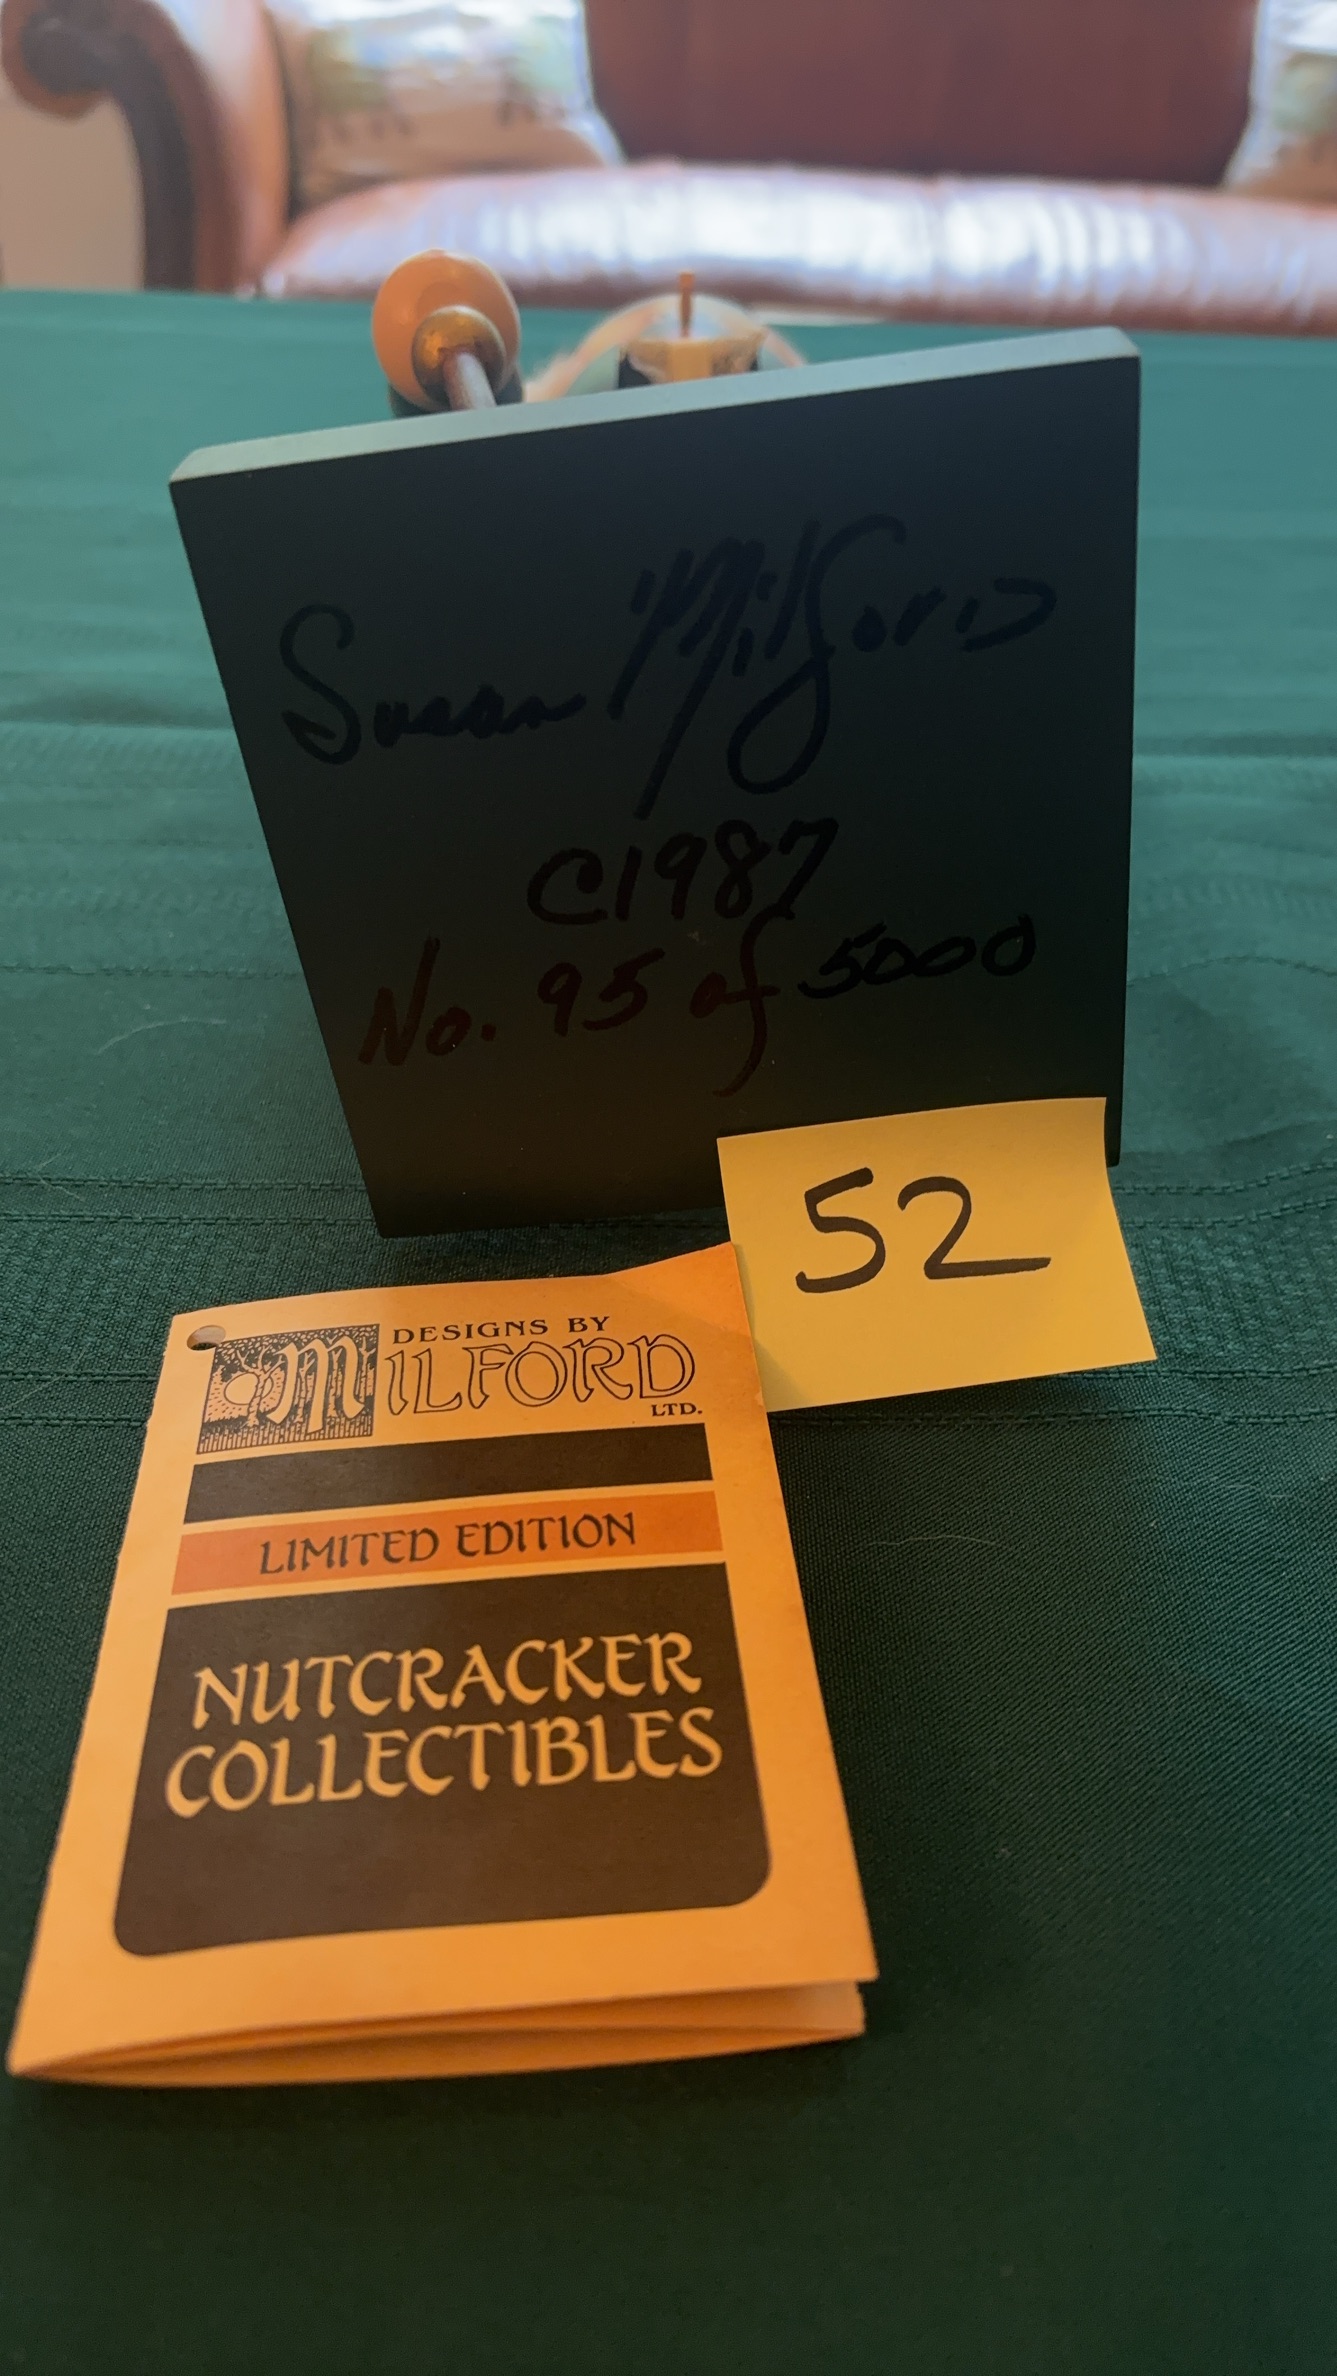 Susan Milford
C1987
No. 95 of 5000
52
DESIGNS BY
MILFORD
LTD.
LIMITED EDITION
NUTCRACKER
COLLECTIBLES